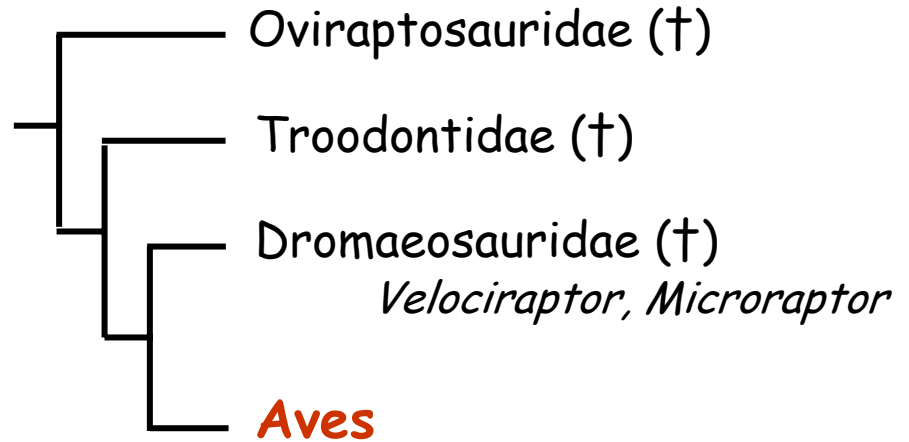 Oviraptosauridae (†)
Troodontidae (†)
Dromaeosauridae (†)
Velociraptor, Microraptor
Aves